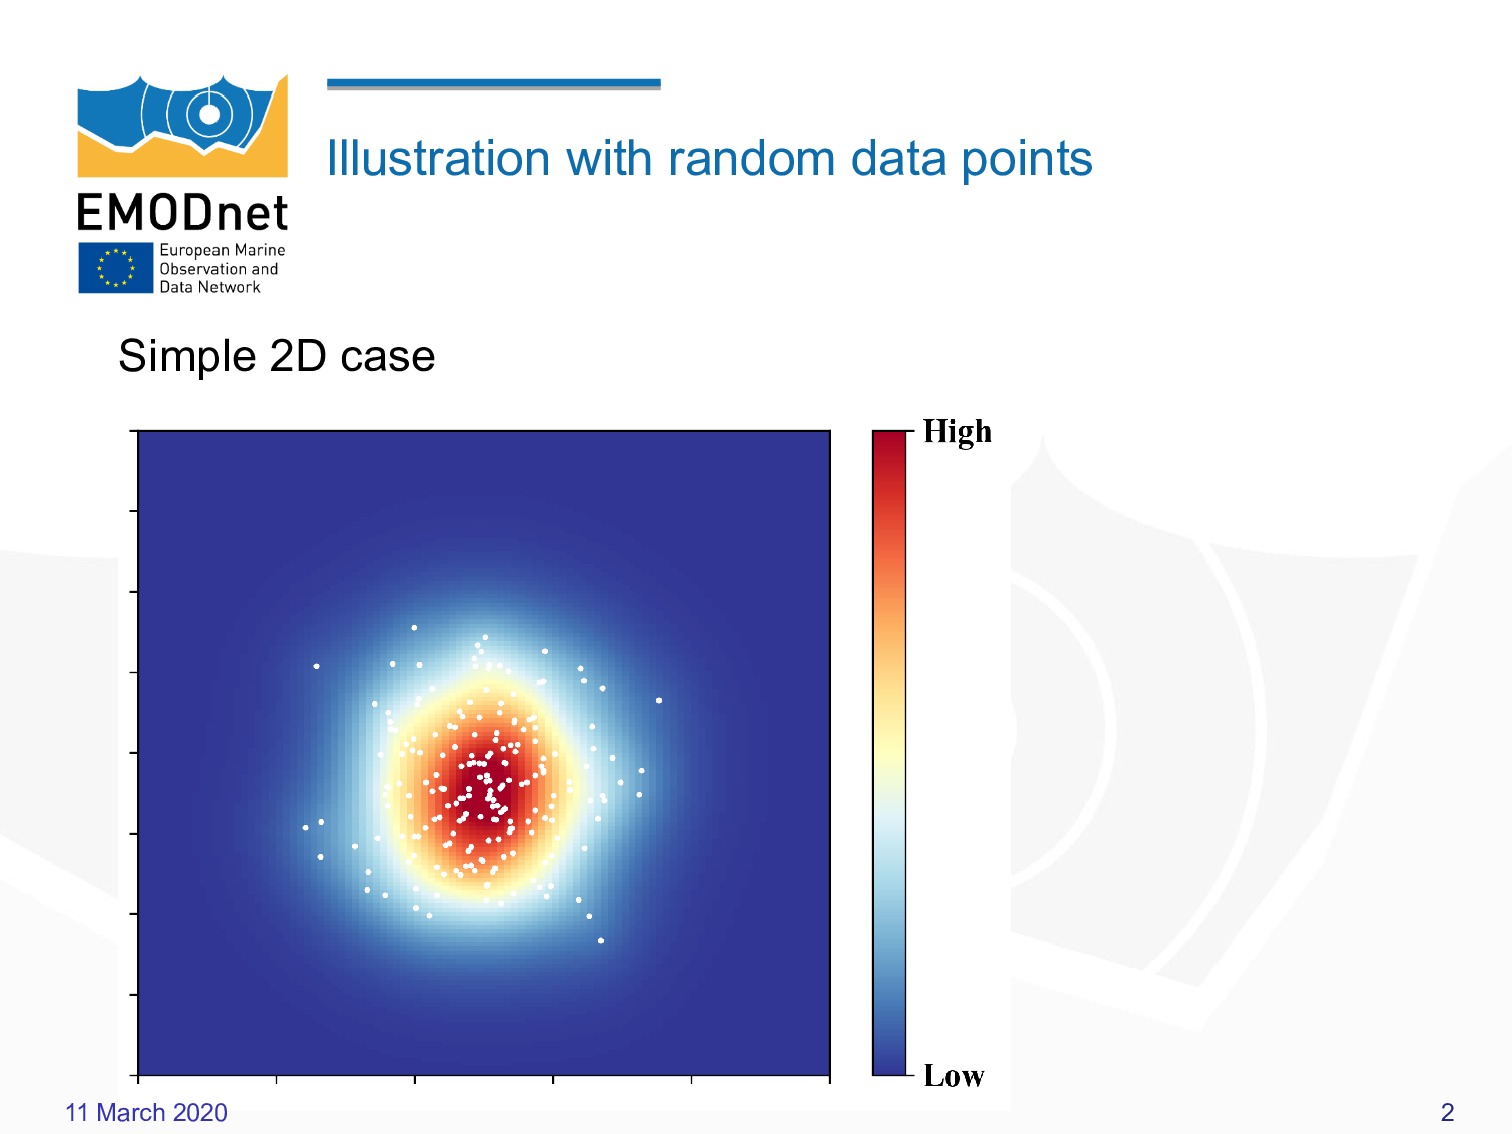 Illustration with random data points
EMODnet
European Marine
Observation and
Data Network
Simple 2D case
High
Low
11 March 2020
2